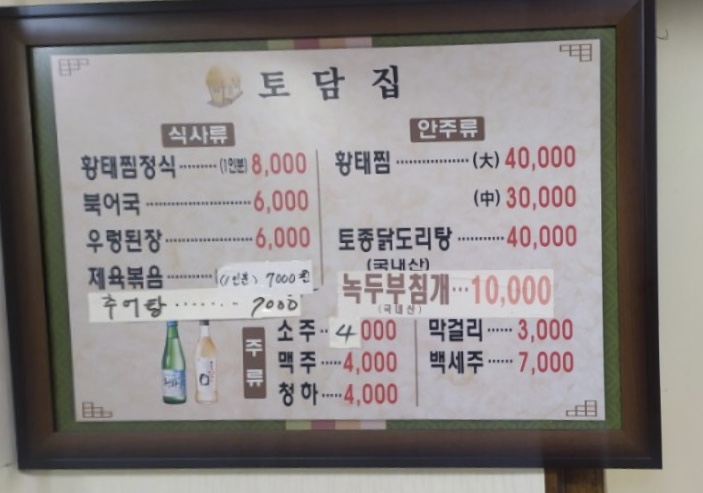 토담집
식사류
황태찜정식 ········· (1인분) 8,000
북어국 ······················ 6,000
우렁된장 ··················· 6,000
제육볶음 ··········· (1인분) 7000원
추어탕 ········ 7000
안주류
황태찜 ················· (大) 40,000
(中) 30,000
토종닭도리탕 ··········· 40,000
(국내산)
녹두부침개 ··· 10,000
(국내산)
주류
소주 ·· 4000
맥주 ····· 4,000
청하 ····· 4,000
막걸리 ····· 3,000
백세주 ····· 7,000